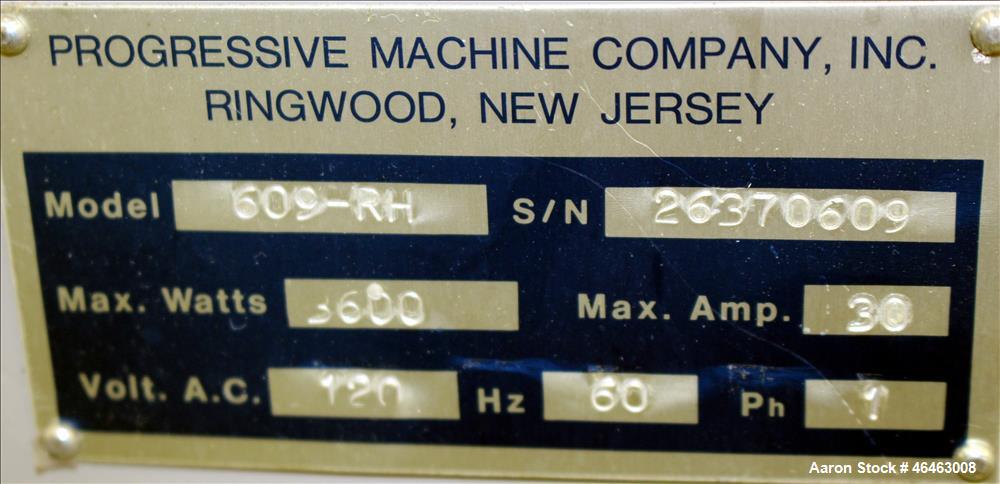 PROGRESSIVE MACHINE COMPANY, INC.
RINGWOOD, NEW JERSEY
Model 609-RH S/N 26370609
Max. Watts 3600 Max. Amp. 30
Volt. A.C. 120 Hz 60 Ph 1
Aaron Stock # 46463008